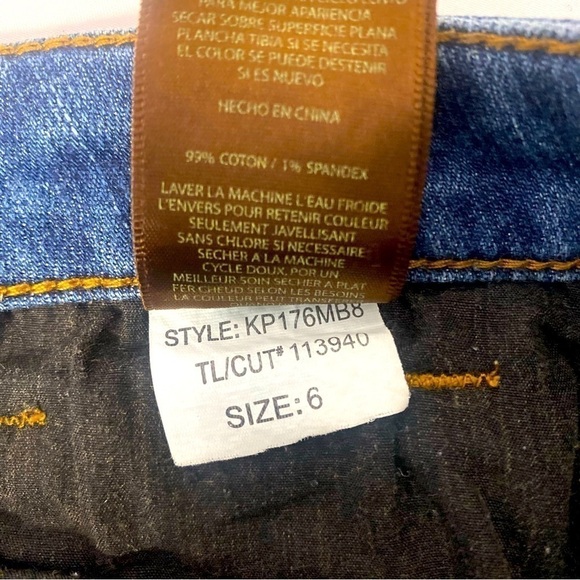 PARA MEJOR APARIENCIA
SECAR SOBRE SUPERFICIE PLANA
PLANCHA TIBIA SI SE NECESITA
EL COLOR SE PUEDE DESTENIR
SI ES NUEVO
HECHO EN CHINA
99% COTON / 1% SPANDEX
LAVER LA MACHINE L'EAU FROIDE
L'ENVERS POUR RETENIR COULEUR
SEULEMENT JAVELLISANT
SANS CHLORE SI NECESSAIRE
SECHER A LA MACHINE
CYCLE DOUX, POR UN
MEILLEUR SOIN SECHER A PLAT
FER CHAUD SELON LES BESOINS
LA COULEUR PEUT
STYLE: KP176MB8
TL/CUT# 113940
SIZE: 6